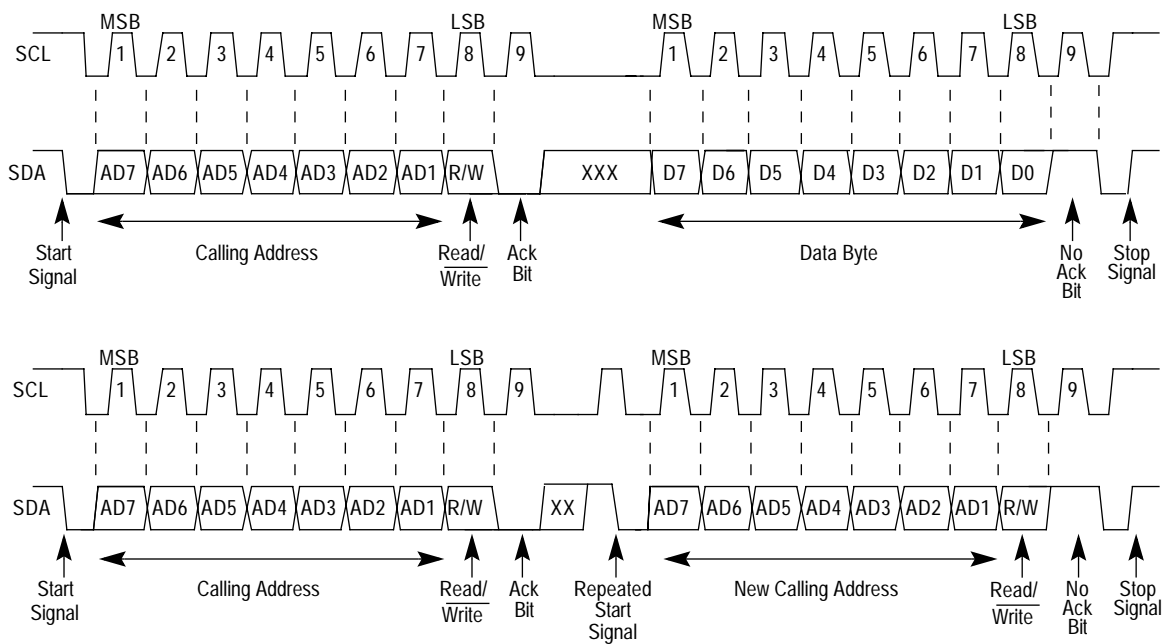 MSB LSB MSB LSB
SCL 1 2 3 4 5 6 7 8 9 1 2 3 4 5 6 7 8 9
SDA AD7 AD6 AD5 AD4 AD3 AD2 AD1 R/W XXX D7 D6 D5 D4 D3 D2 D1 D0
Start
Signal
Calling Address
Read/
Write
Ack
Bit
Data Byte
No
Ack
Bit
Stop
Signal
MSB LSB MSB LSB
SCL 1 2 3 4 5 6 7 8 9 1 2 3 4 5 6 7 8 9
SDA AD7 AD6 AD5 AD4 AD3 AD2 AD1 R/W XX AD7 AD6 AD5 AD4 AD3 AD2 AD1 R/W
Start
Signal
Calling Address
Read/
Write
Ack
Bit
Repeated
Start
Signal
New Calling Address
Read/
Write
No
Ack
Bit
Stop
Signal